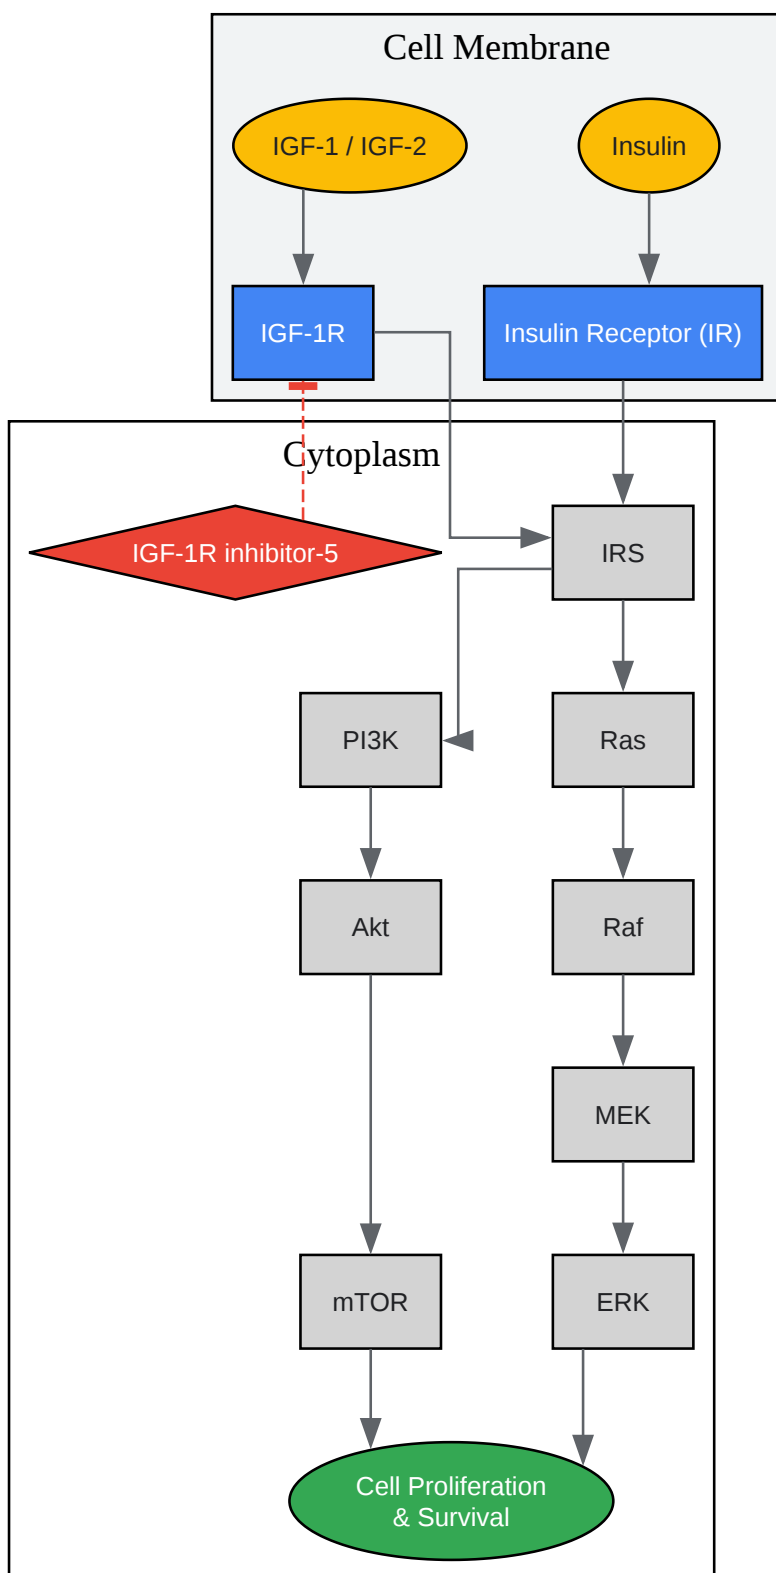 Cell Membrane
IGF-1 / IGF-2
Insulin
IGF-1R
Insulin Receptor (IR)
Cytoplasm
IGF-1R inhibitor-5
IRS
PI3K
Ras
Akt
Raf
MEK
mTOR
ERK
Cell Proliferation
& Survival